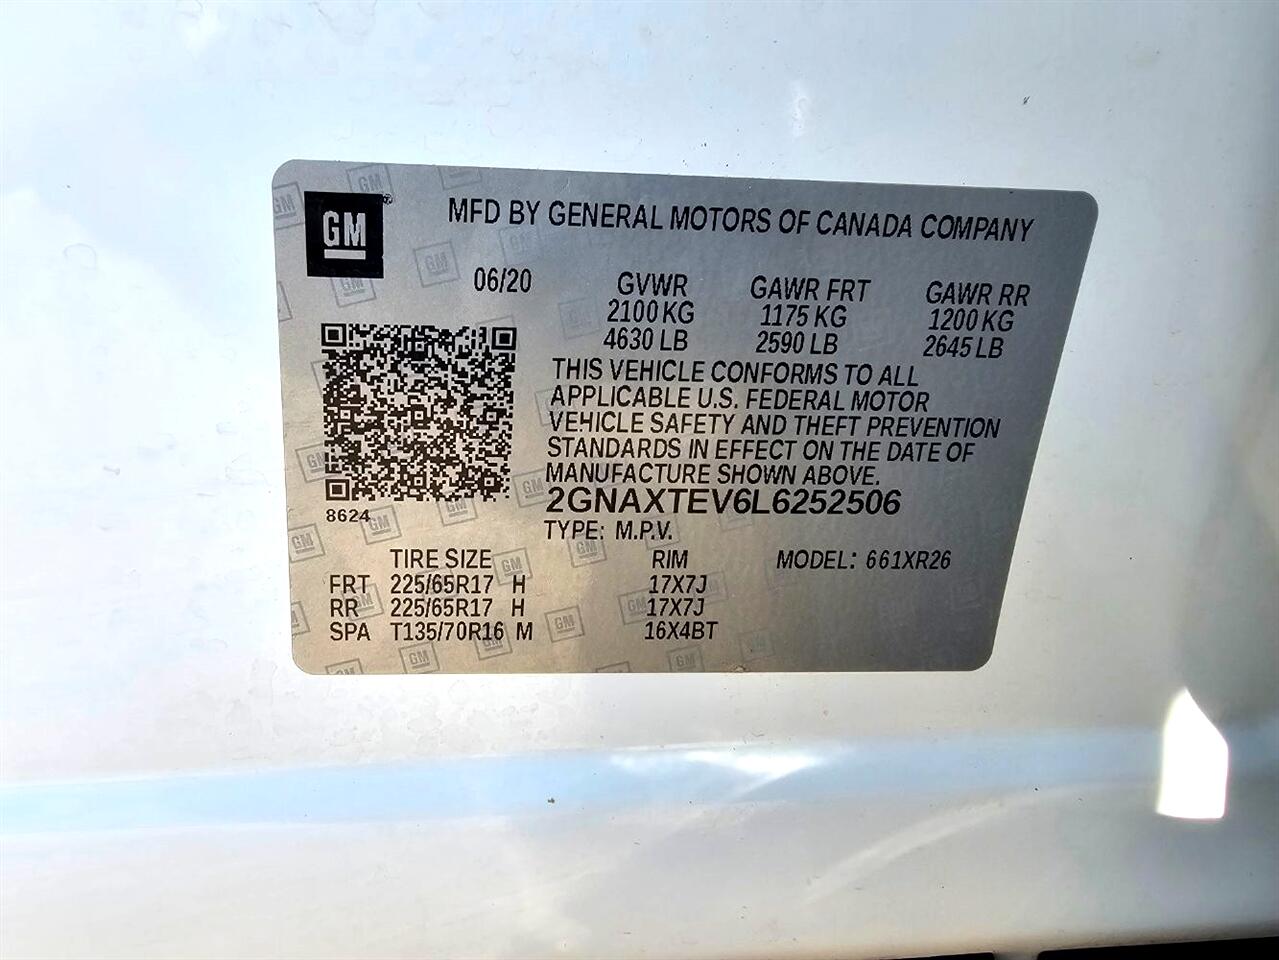 GM
MFD BY GENERAL MOTORS OF CANADA COMPANY
06/20 GVWR GAWR FRT GAWR RR
2100 KG 1175 KG 1200 KG
4630 LB 2590 LB 2645 LB
THIS VEHICLE CONFORMS TO ALL
APPLICABLE U.S. FEDERAL MOTOR
VEHICLE SAFETY AND THEFT PREVENTION
STANDARDS IN EFFECT ON THE DATE OF
MANUFACTURE SHOWN ABOVE.
8624 2GNAXTEV6L6252506
TYPE: M.P.V.
TIRE SIZE RIM MODEL: 661XR26
FRT 225/65R17 H 17X7J
RR 225/65R17 H 17X7J
SPA T135/70R16 M 16X4BT